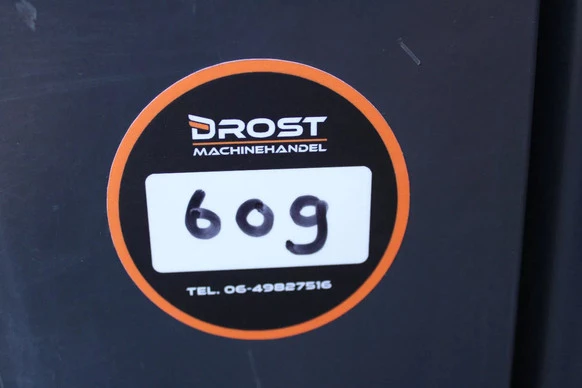 DROST
MACHINEHANDEL
609
TEL. 06-49827516